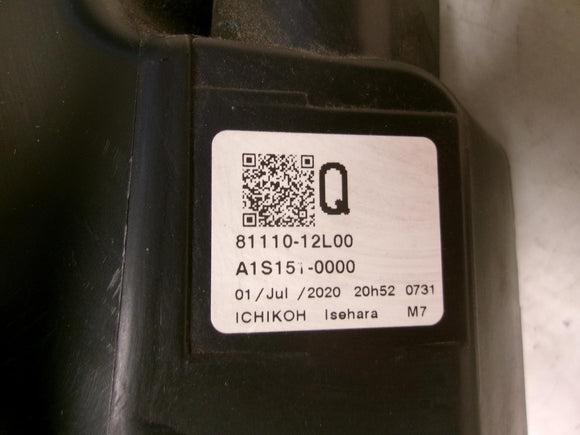 Q
81110-12L00
A1S151-0000
01/Jul/2020 20h52 0731
ICHIKOH Isehara M7